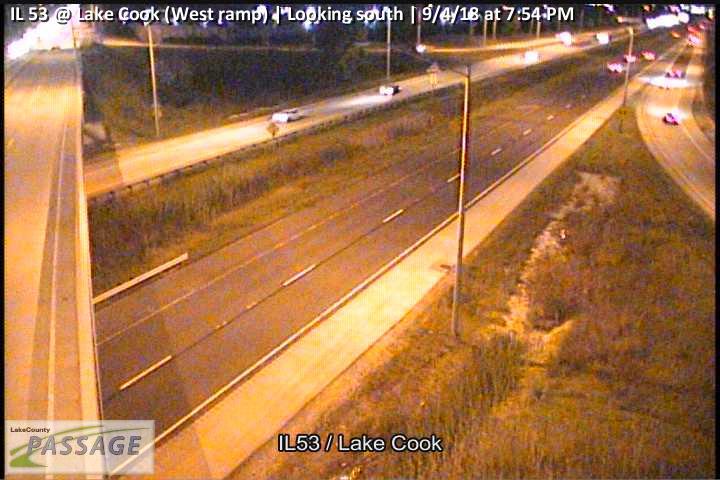 IL 53 @ Lake Cook (West ramp) | Looking south | 9/4/18 at 7:54 PM
IL53 / Lake Cook
LakeCounty
PASSAGE